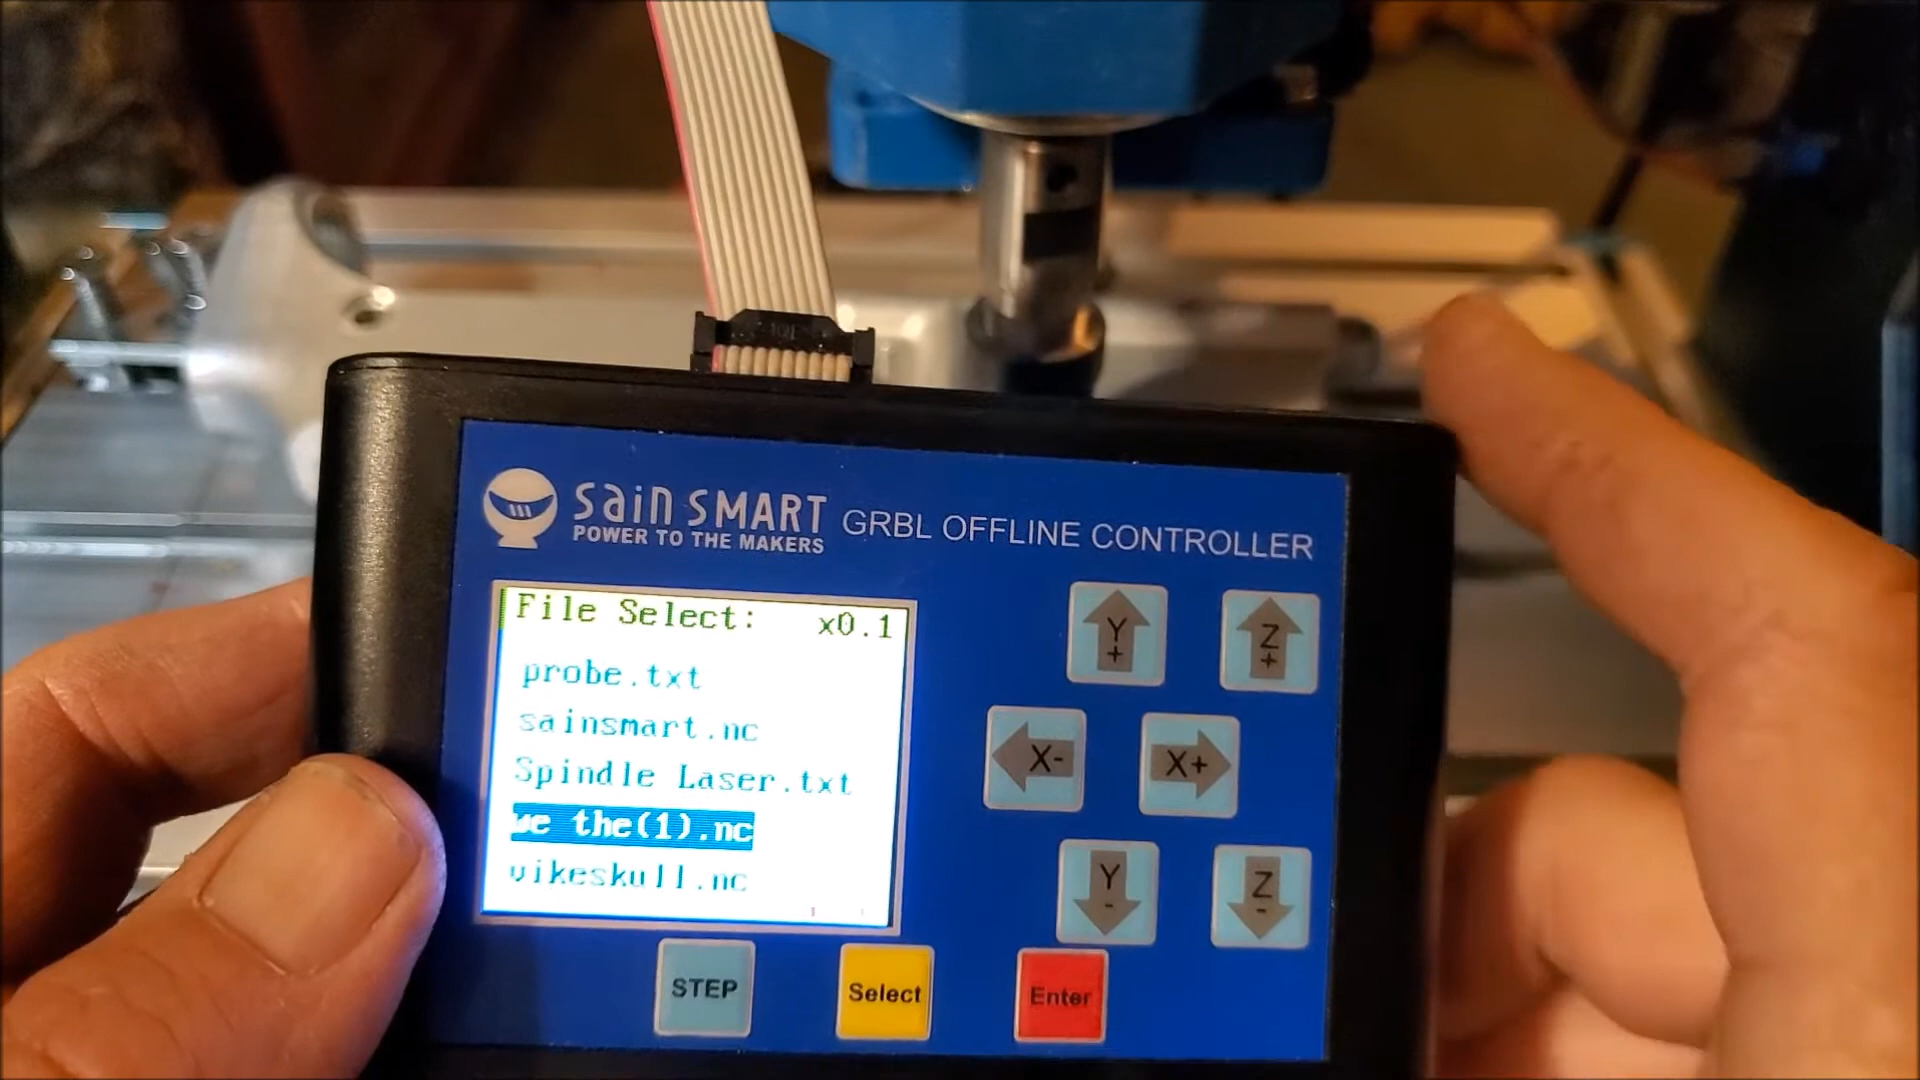 sain SMART
POWER TO THE MAKERS
GRBL OFFLINE CONTROLLER
File Select: x0.1
probe.txt
sainsmart.nc
Spindle Laser.txt
we the(1).nc
vikeskull.nc
Y+
Z+
X-
X+
Y-
Z-
STEP
Select
Enter